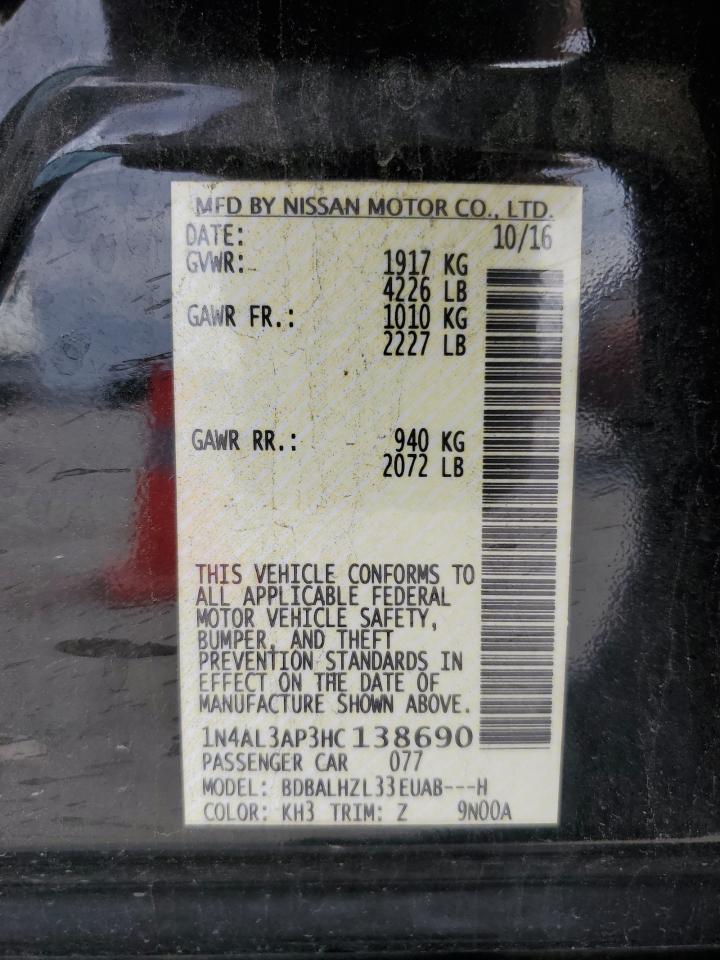 MFD BY NISSAN MOTOR CO., LTD.
DATE: 10/16
GVWR: 1917 KG
4226 LB
GAWR FR.: 1010 KG
2227 LB
GAWR RR.: 940 KG
2072 LB
THIS VEHICLE CONFORMS TO
ALL APPLICABLE FEDERAL
MOTOR VEHICLE SAFETY,
BUMPER, AND THEFT
PREVENTION STANDARDS IN
EFFECT ON THE DATE OF
MANUFACTURE SHOWN ABOVE.
1N4AL3AP3HC138690
PASSENGER CAR 077
MODEL: BDBALHZL33EUAB---H
COLOR: KH3 TRIM: Z 9N00A